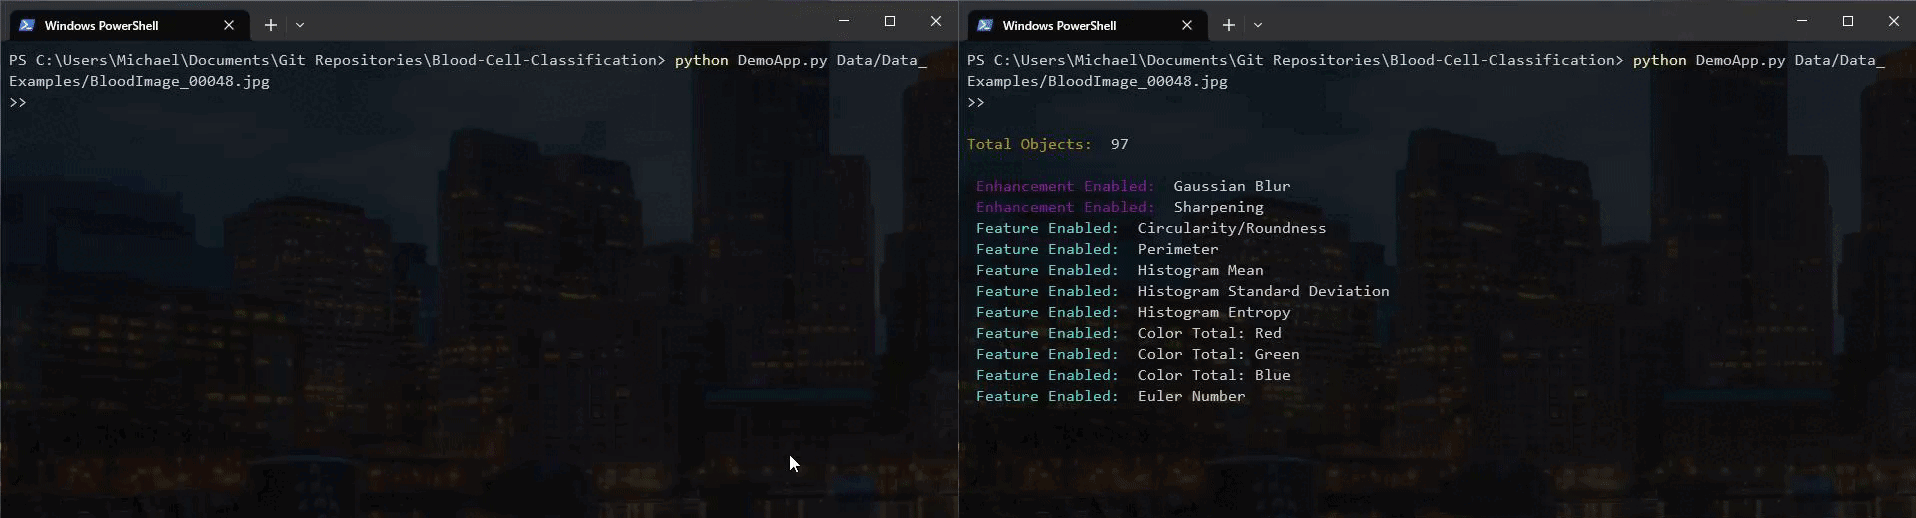 Windows PowerShell
PS C:\Users\Michael\Documents\Git Repositories\Blood-Cell-Classification> python DemoApp.py Data/Data_
Examples/BloodImage_00048.jpg
>>
Windows PowerShell
PS C:\Users\Michael\Documents\Git Repositories\Blood-Cell-Classification> python DemoApp.py Data/Data_
Examples/BloodImage_00048.jpg
>>
Total Objects: 97
Enhancement Enabled: Gaussian Blur
Enhancement Enabled: Sharpening
Feature Enabled: Circularity/Roundness
Feature Enabled: Perimeter
Feature Enabled: Histogram Mean
Feature Enabled: Histogram Standard Deviation
Feature Enabled: Histogram Entropy
Feature Enabled: Color Total: Red
Feature Enabled: Color Total: Green
Feature Enabled: Color Total: Blue
Feature Enabled: Euler Number